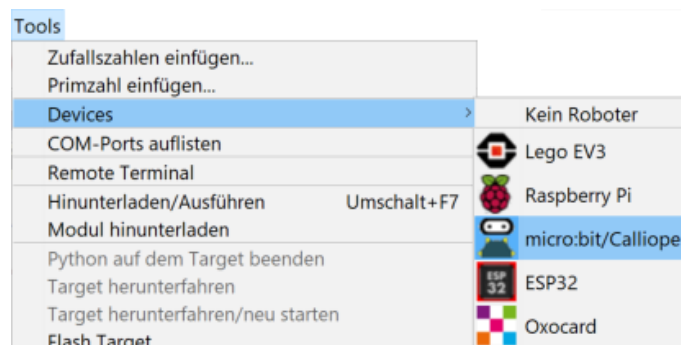 Tools
Zufallszahlen einfügen...
Primzahl einfügen...
Devices
COM-Ports auflisten
Remote Terminal
Hinunterladen/Ausführen Umschalt+F7
Modul hinunterladen
Python auf dem Target beenden
Target herunterfahren
Target herunterfahren/neu starten
Flash Target
Kein Roboter
Lego EV3
Raspberry Pi
micro:bit/Calliope
ESP 32
ESP32
Oxocard